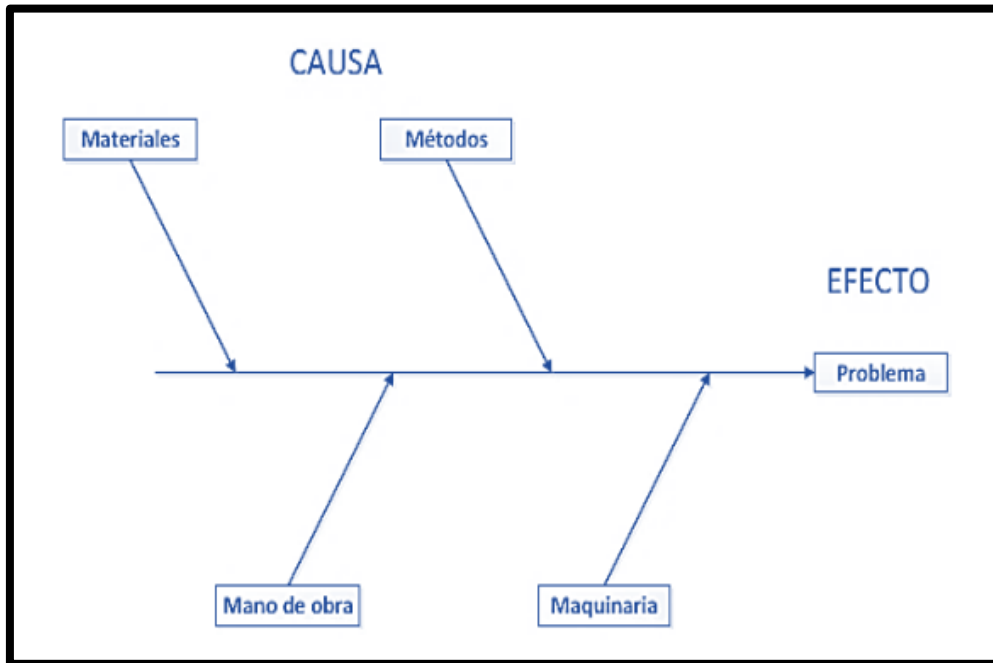 CAUSA
Materiales
Métodos
EFECTO
Problema
Mano de obra
Maquinaria